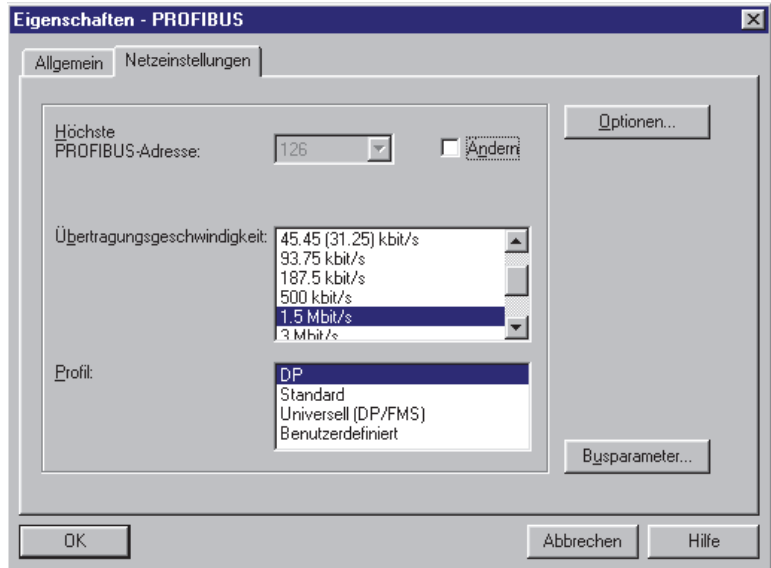 Eigenschaften - PROFIBUS
Allgemein
Netzeinstellungen
Höchste
PROFIBUS-Adresse:
126
Ändern
Optionen...
Übertragungsgeschwindigkeit:
45.45 (31.25) kbit/s
93.75 kbit/s
187.5 kbit/s
500 kbit/s
1.5 Mbit/s
3 Mbit/s
Profil:
DP
Standard
Universell (DP/FMS)
Benutzerdefiniert
Busparameter...
OK
Abbrechen
Hilfe